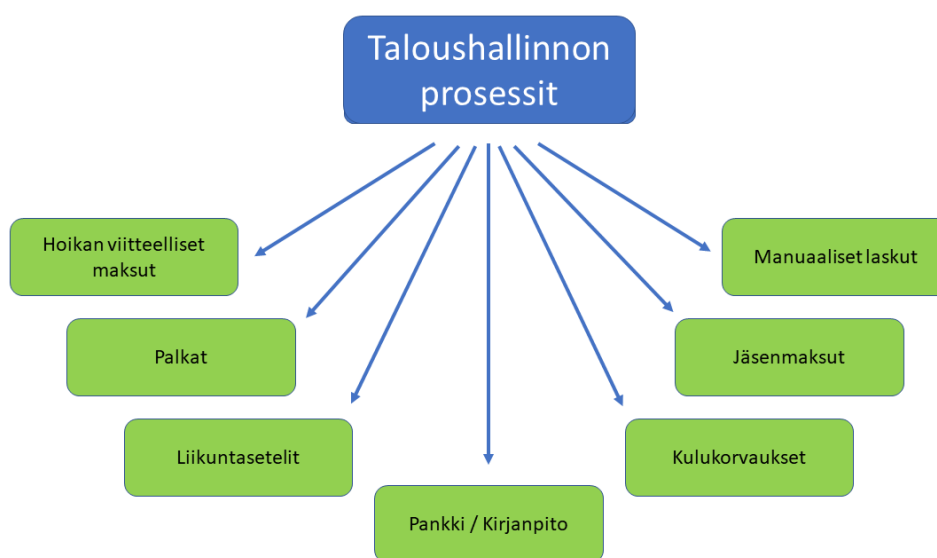 Taloushallinnon
prosessit
Hoikan viitteelliset
maksut
Manuaaliset laskut
Palkat
Jäsenmaksut
Liikuntasetelit
Kulukorvaukset
Pankki / Kirjanpito